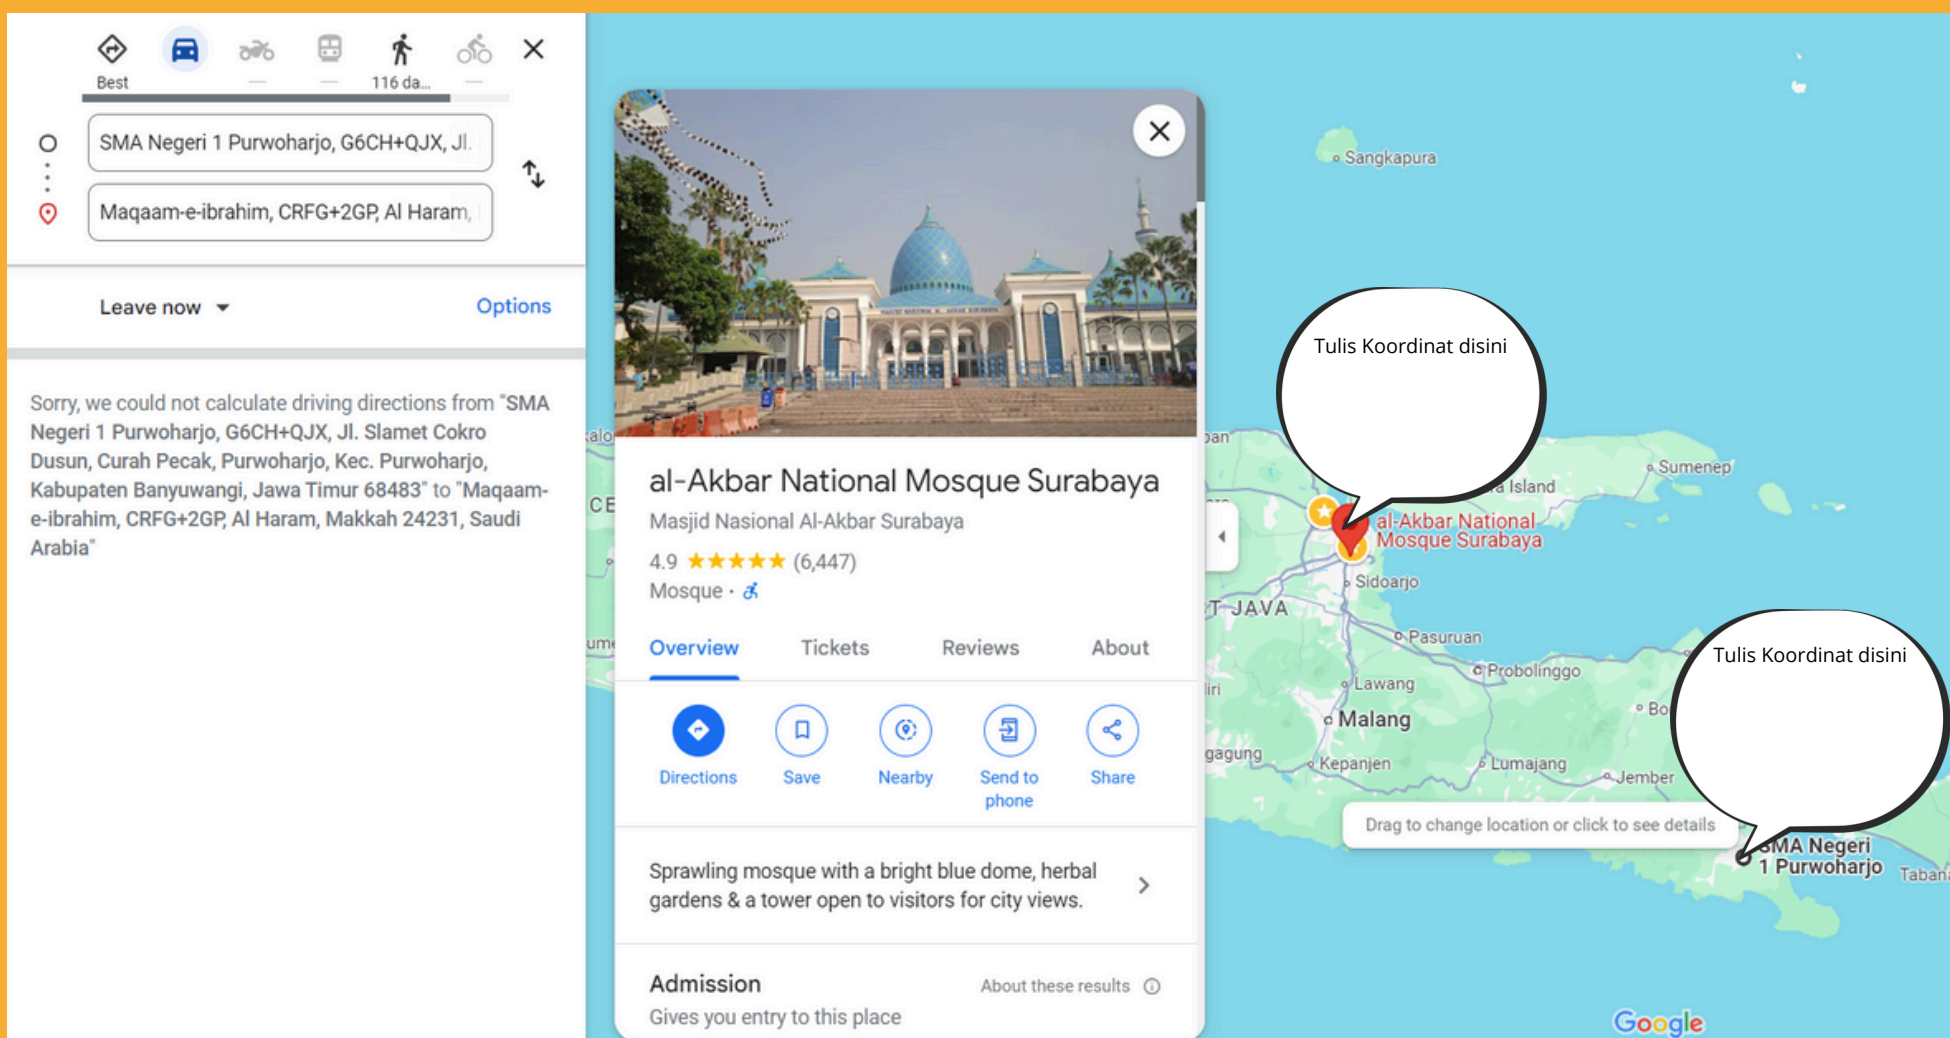 Best
116 da...
SMA Negeri 1 Purwoharjo, G6CH+QJX, Jl.
Maqaam-e-ibrahim, CRFG+2GP, Al Haram,
Leave now
Options
Sorry, we could not calculate driving directions from "SMA
Negeri 1 Purwoharjo, G6CH+QJX, Jl. Slamet Cokro
Dusun, Curah Pecak, Purwoharjo, Kec. Purwoharjo,
Kabupaten Banyuwangi, Jawa Timur 68483" to "Maqaam-
e-ibrahim, CRFG+2GP, Al Haram, Makkah 24231, Saudi
Arabia"
al-Akbar National Mosque Surabaya
Masjid Nasional Al-Akbar Surabaya
4.9 ★★★★★ (6,447)
Mosque ·
Overview
Tickets
Reviews
About
Directions
Save
Nearby
Send to
phone
Share
Sprawling mosque with a bright blue dome, herbal
gardens & a tower open to visitors for city views.
Admission
About these results
Gives you entry to this place
Sangkapura
Tulis Koordinat disini
Sumenep
Island
al-Akbar National
Mosque Surabaya
Sidoarjo
T JAVA
Pasuruan
Tulis Koordinat disini
Probolinggo
Lawang
Bo
Malang
gagung
Kepanjen
Lumajang
Jember
Drag to change location or click to see details
SMA Negeri
1 Purwoharjo
Taban
Google